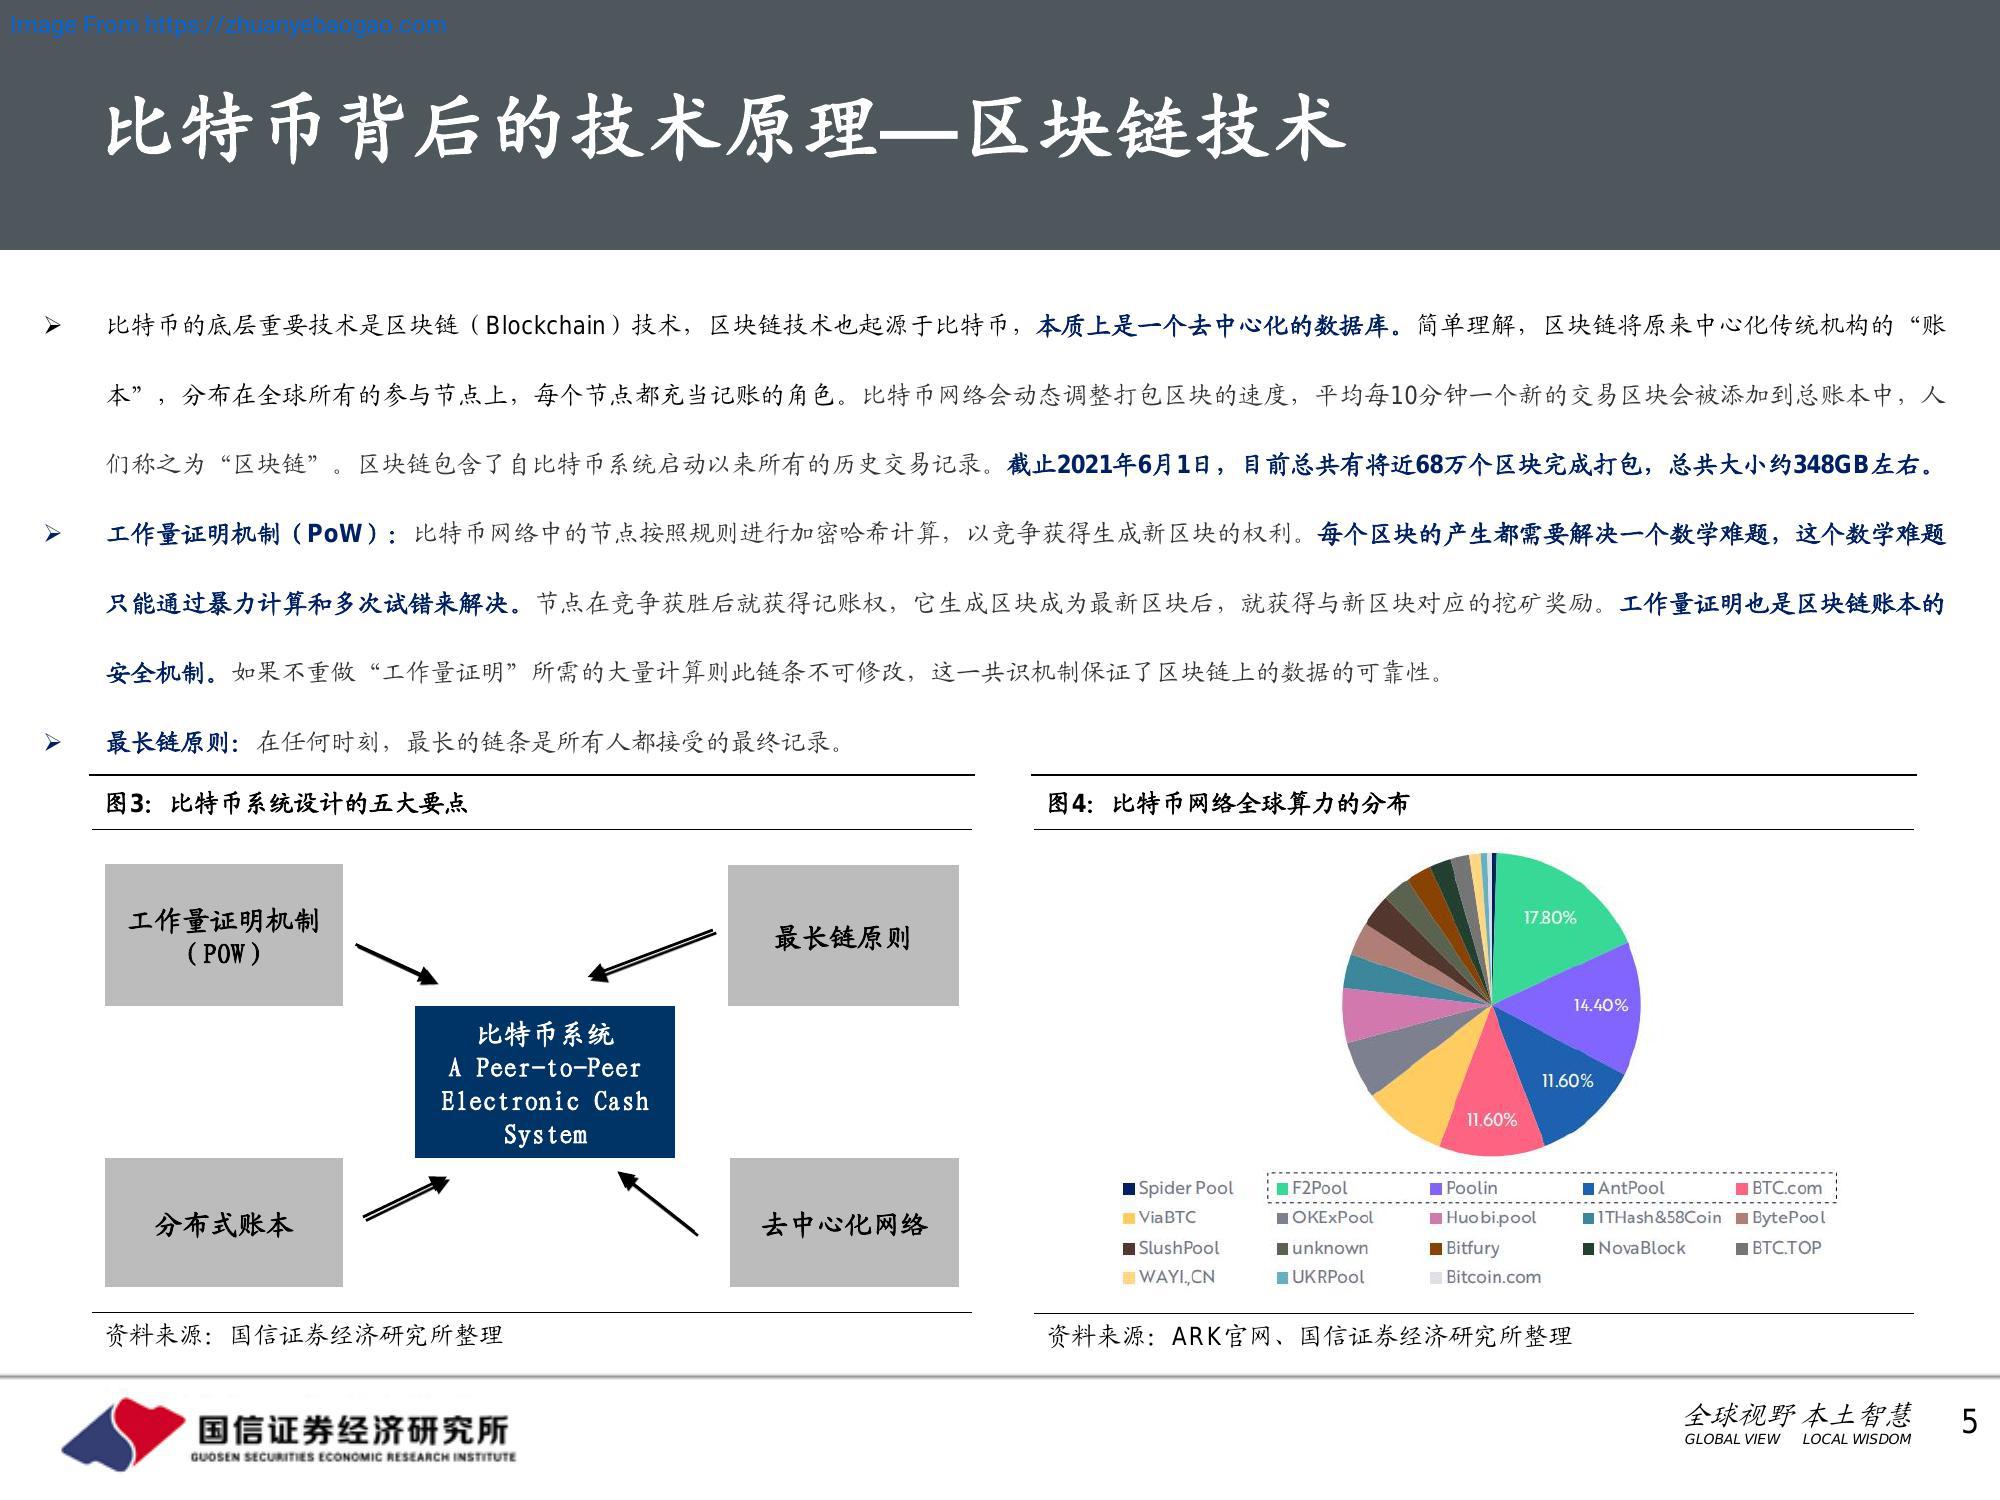 Image From https://zhuanyebaogao.com
比特币背后的技术原理—区块链技术
➢ 比特币的底层重要技术是区块链（Blockchain）技术，区块链技术也起源于比特币，本质上是一个去中心化的数据库。简单理解，区块链将原来中心化传统机构的“账
本”，分布在全球所有的参与节点上，每个节点都充当记账的角色。比特币网络会动态调整打包区块的速度，平均每10分钟一个新的交易区块会被添加到总账本中，人
们称之为“区块链”。区块链包含了自比特币系统启动以来所有的历史交易记录。截止2021年6月1日，目前总共有将近68万个区块完成打包，总共大小约348GB左右。
➢ 工作量证明机制（PoW）：比特币网络中的节点按照规则进行加密哈希计算，以竞争获得生成新区块的权利。每个区块的产生都需要解决一个数学难题，这个数学难题
只能通过暴力计算和多次试错来解决。节点在竞争获胜后就获得记账权，它生成区块成为最新区块后，就获得与新区块对应的挖矿奖励。工作量证明也是区块链账本的
安全机制。如果不重做“工作量证明”所需的大量计算则此链条不可修改，这一共识机制保证了区块链上的数据的可靠性。
➢ 最长链原则：在任何时刻，最长的链条是所有人都接受的最终记录。
图3：比特币系统设计的五大要点
工作量证明机制
（POW）
最长链原则
比特币系统
A Peer-to-Peer
Electronic Cash
System
分布式账本
去中心化网络
资料来源：国信证券经济研究所整理
图4：比特币网络全球算力的分布
17.80%
14.40%
11.60%
11.60%
Spider Pool F2Pool Poolin AntPool BTC.com
ViaBTC OKExPool Huobi.pool 1THash&58Coin BytePool
SlushPool unknown Bitfury NovaBlock BTC.TOP
WAYI.,CN UKRPool Bitcoin.com
资料来源：ARK官网、国信证券经济研究所整理
国信证券经济研究所
GUOSEN SECURITIES ECONOMIC RESEARCH INSTITUTE
全球视野 本土智慧
GLOBAL VIEW LOCAL WISDOM
5